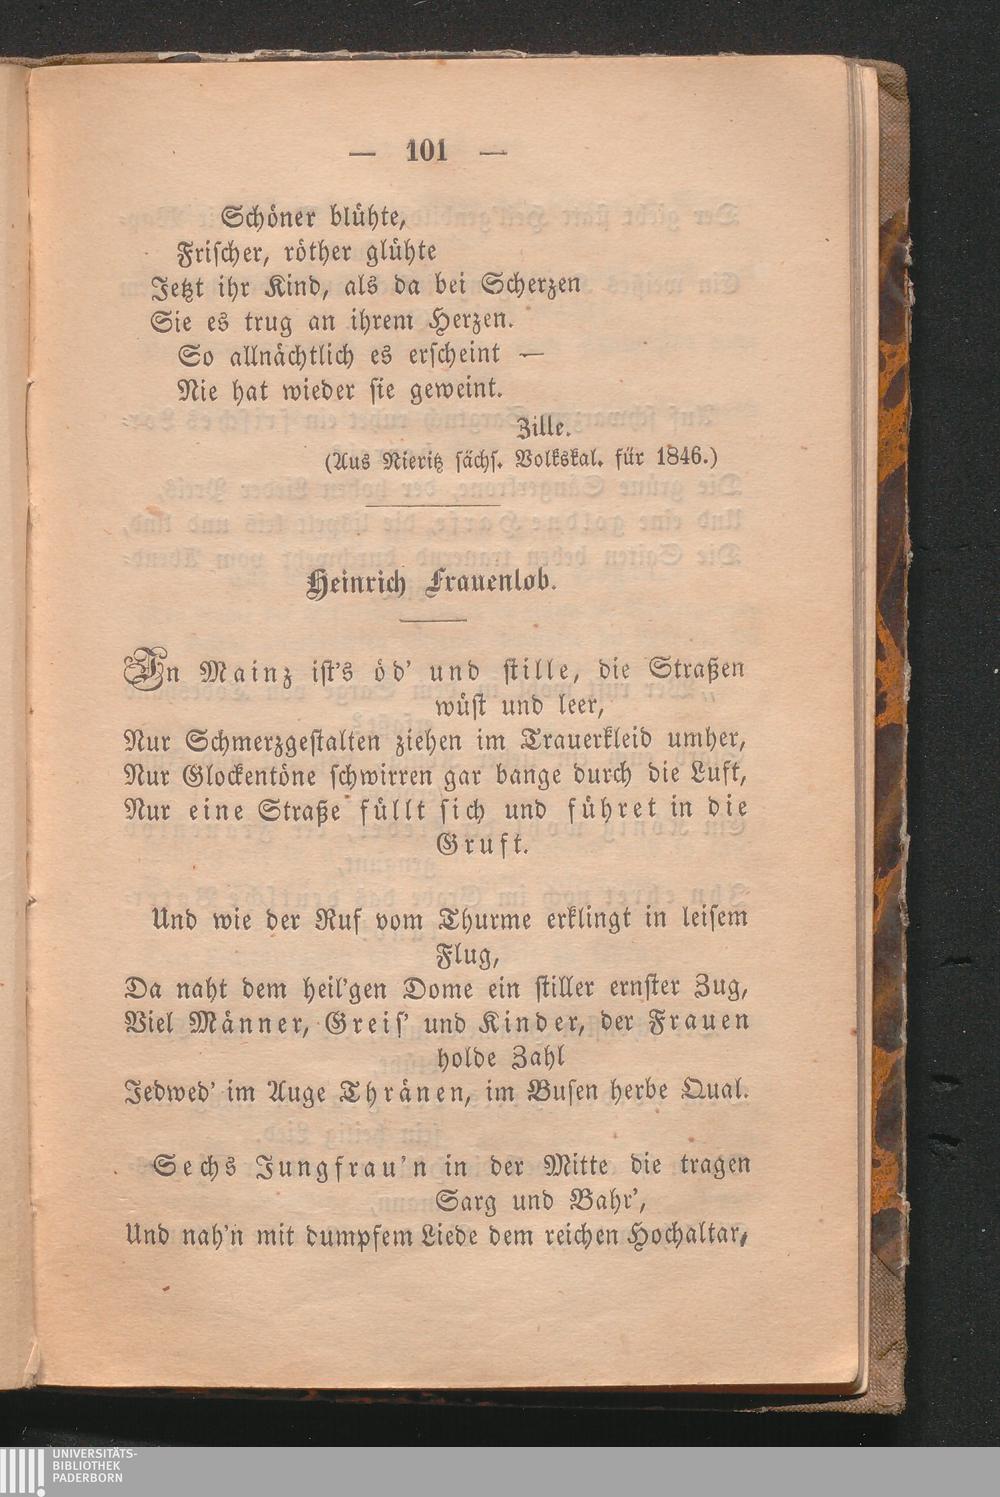 — 101 —
Schöner blühte,
Frischer, röther glühte
Jetzt ihr Kind, als da bei Scherzen
Sie es trug an ihrem Herzen.
So allnächtlich es erscheint —
Nie hat wieder sie geweint.
Zille.
(Aus Nieritz sächs. Volkskal. für 1846.)
Heinrich Frauenlob.
In Mainz ist's öd' und stille, die Straßen
wüst und leer,
Nur Schmerzgestalten ziehen im Trauerkleid umher,
Nur Glockentöne schwirren gar bange durch die Luft,
Nur eine Straße füllt sich und führet in die
Gruft.
Und wie der Ruf vom Thurme erklingt in leisem
Flug,
Da naht dem heil'gen Dome ein stiller ernster Zug,
Viel Männer, Greis' und Kinder, der Frauen
holde Zahl
Jedwed' im Auge Thränen, im Busen herbe Qual.
Sechs Jungfrau'n in der Mitte die tragen
Sarg und Bahr',
Und nah'n mit dumpfem Liede dem reichen Hochaltar,
UNIVERSITÄTS-
BIBLIOTHEK
PADERBORN